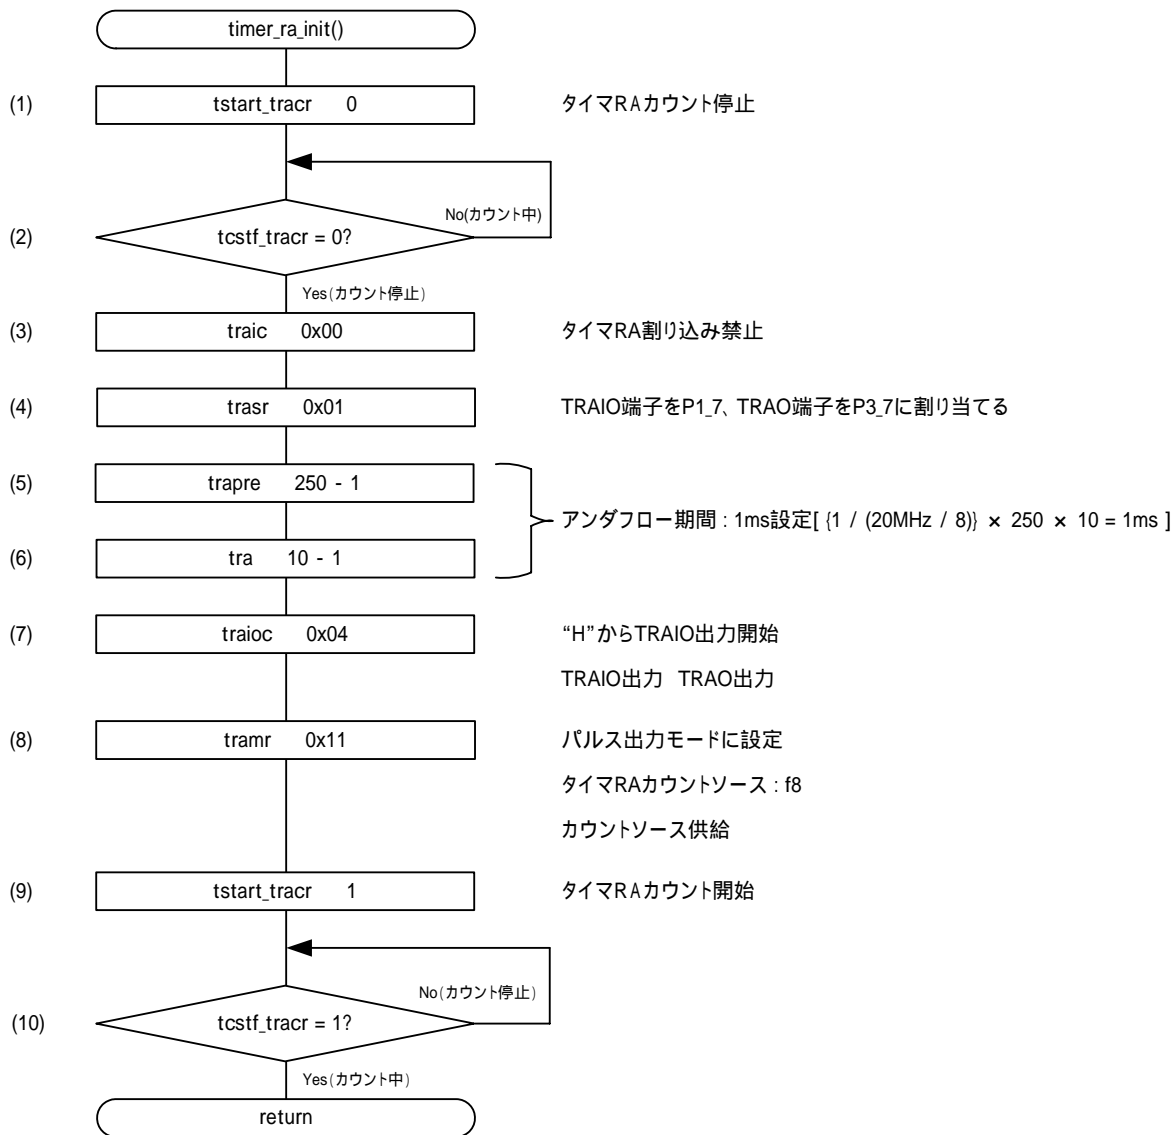 timer_ra_init()
(1) tstart_tracr 0 タイマRAカウント停止
No(カウント中)
(2) tcstf_tracr = 0?
Yes(カウント停止)
(3) traic 0x00 タイマRA割り込み禁止
(4) trasr 0x01 TRAIO端子をP1_7、TRAO端子をP3_7に割り当てる
(5) trapre 250 - 1
アンダフロー期間 : 1ms設定[ {1 / (20MHz / 8)} × 250 × 10 = 1ms ]
(6) tra 10 - 1
(7) traioc 0x04 “H”からTRAIO出力開始
TRAIO出力 TRAO出力
(8) tramr 0x11 パルス出力モードに設定
タイマRAカウントソース : f8
カウントソース供給
(9) tstart_tracr 1 タイマRAカウント開始
No(カウント停止)
(10) tcstf_tracr = 1?
Yes(カウント中)
return